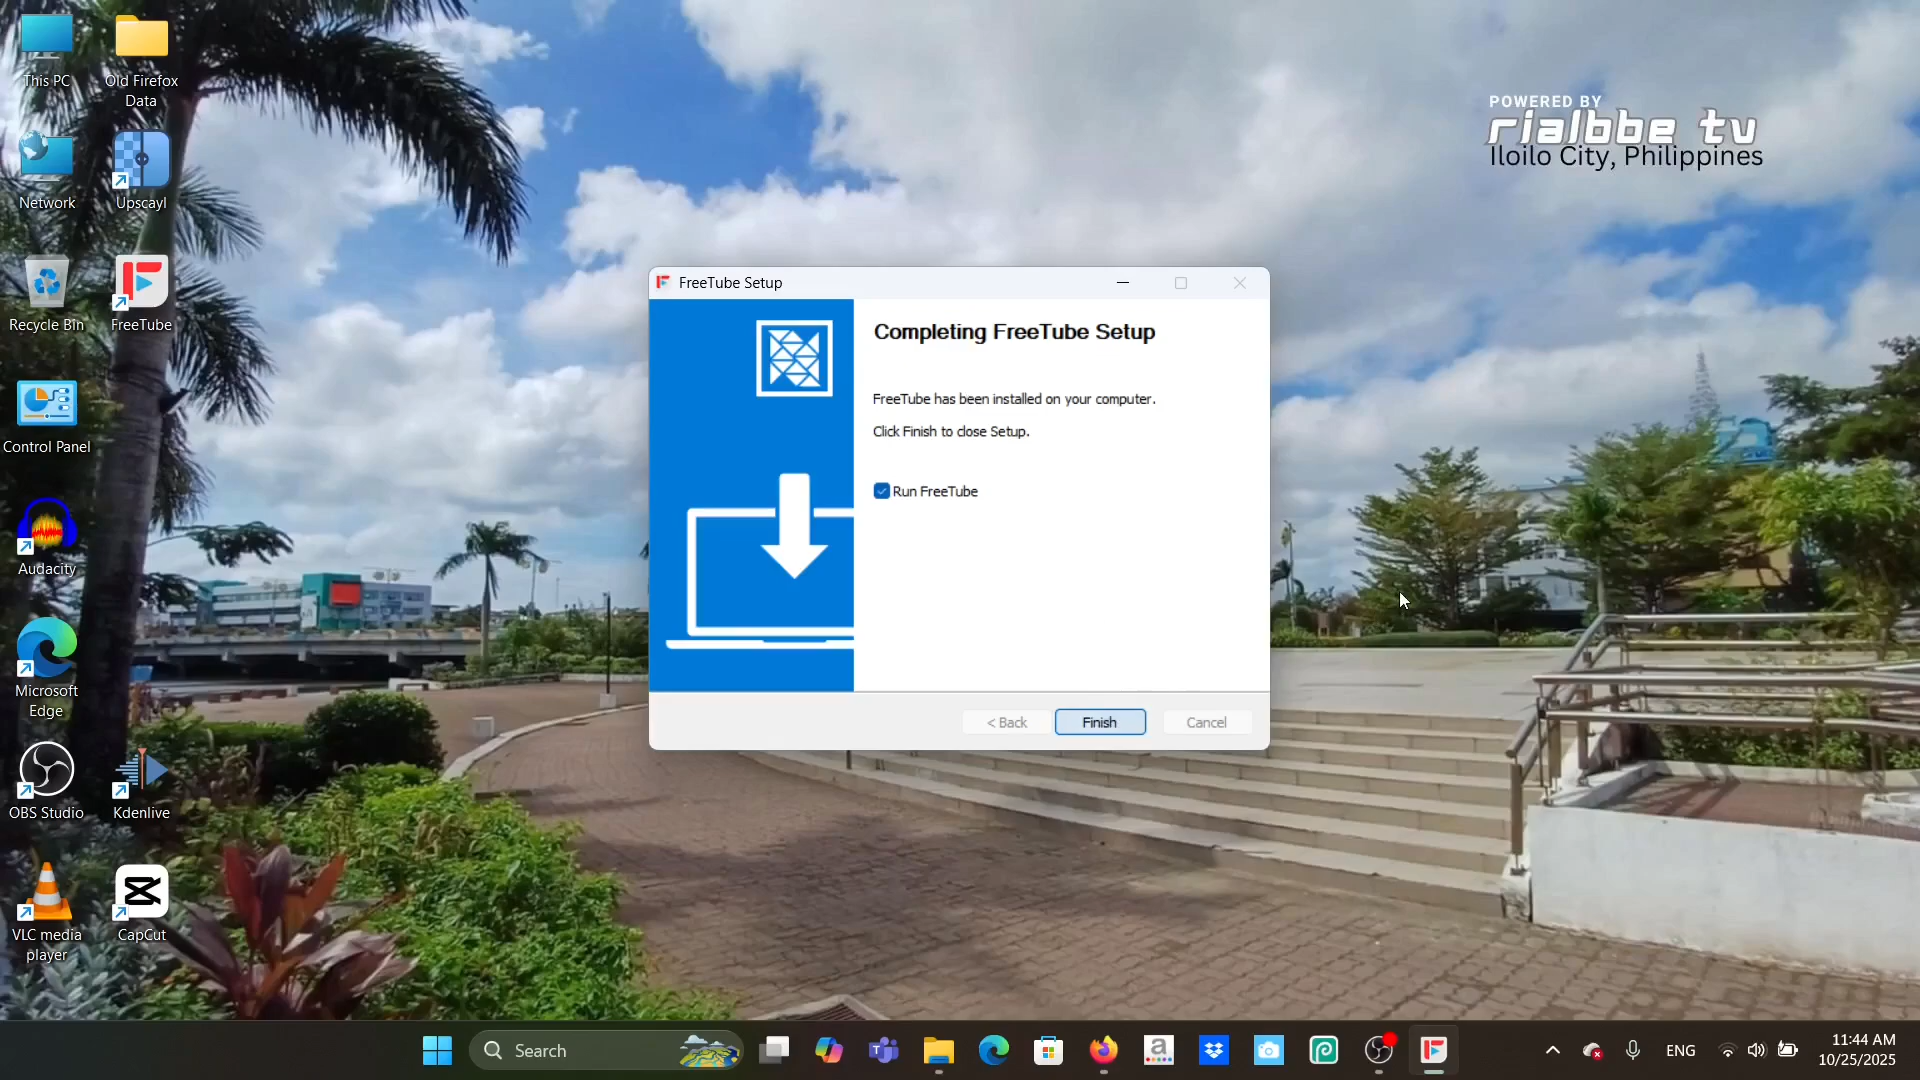 This PC
Old Firefox
Data
Network
Upscayl
Recycle Bin
FreeTube
Control Panel
Audacity
Microsoft
Edge
OBS Studio
Kdenlive
VLC media
player
CapCut
POWERED BY
rialbbe tv
Iloilo City, Philippines
FreeTube Setup
Completing FreeTube Setup
FreeTube has been installed on your computer.
Click Finish to close Setup.
Run FreeTube
< Back
Finish
Cancel
Search
ENG
11:44 AM
10/25/2025